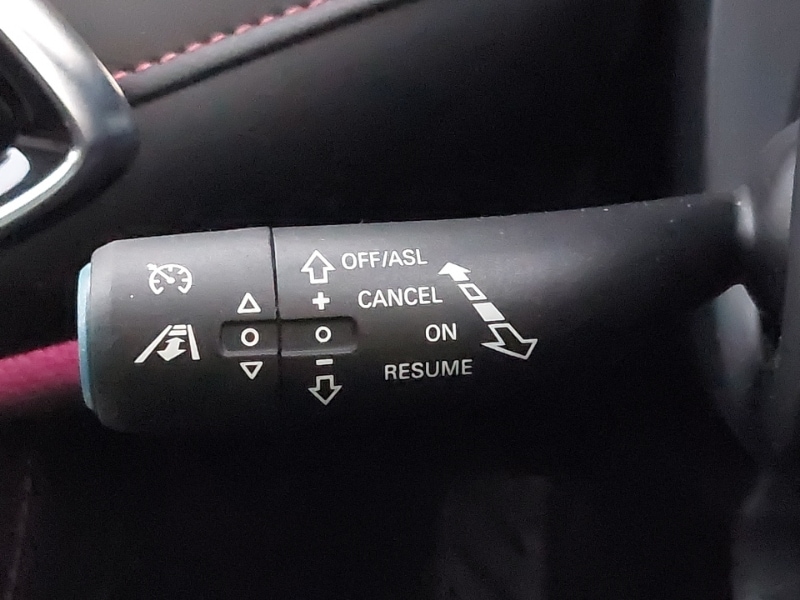 OFF/ASL
+ CANCEL
ON
− RESUME